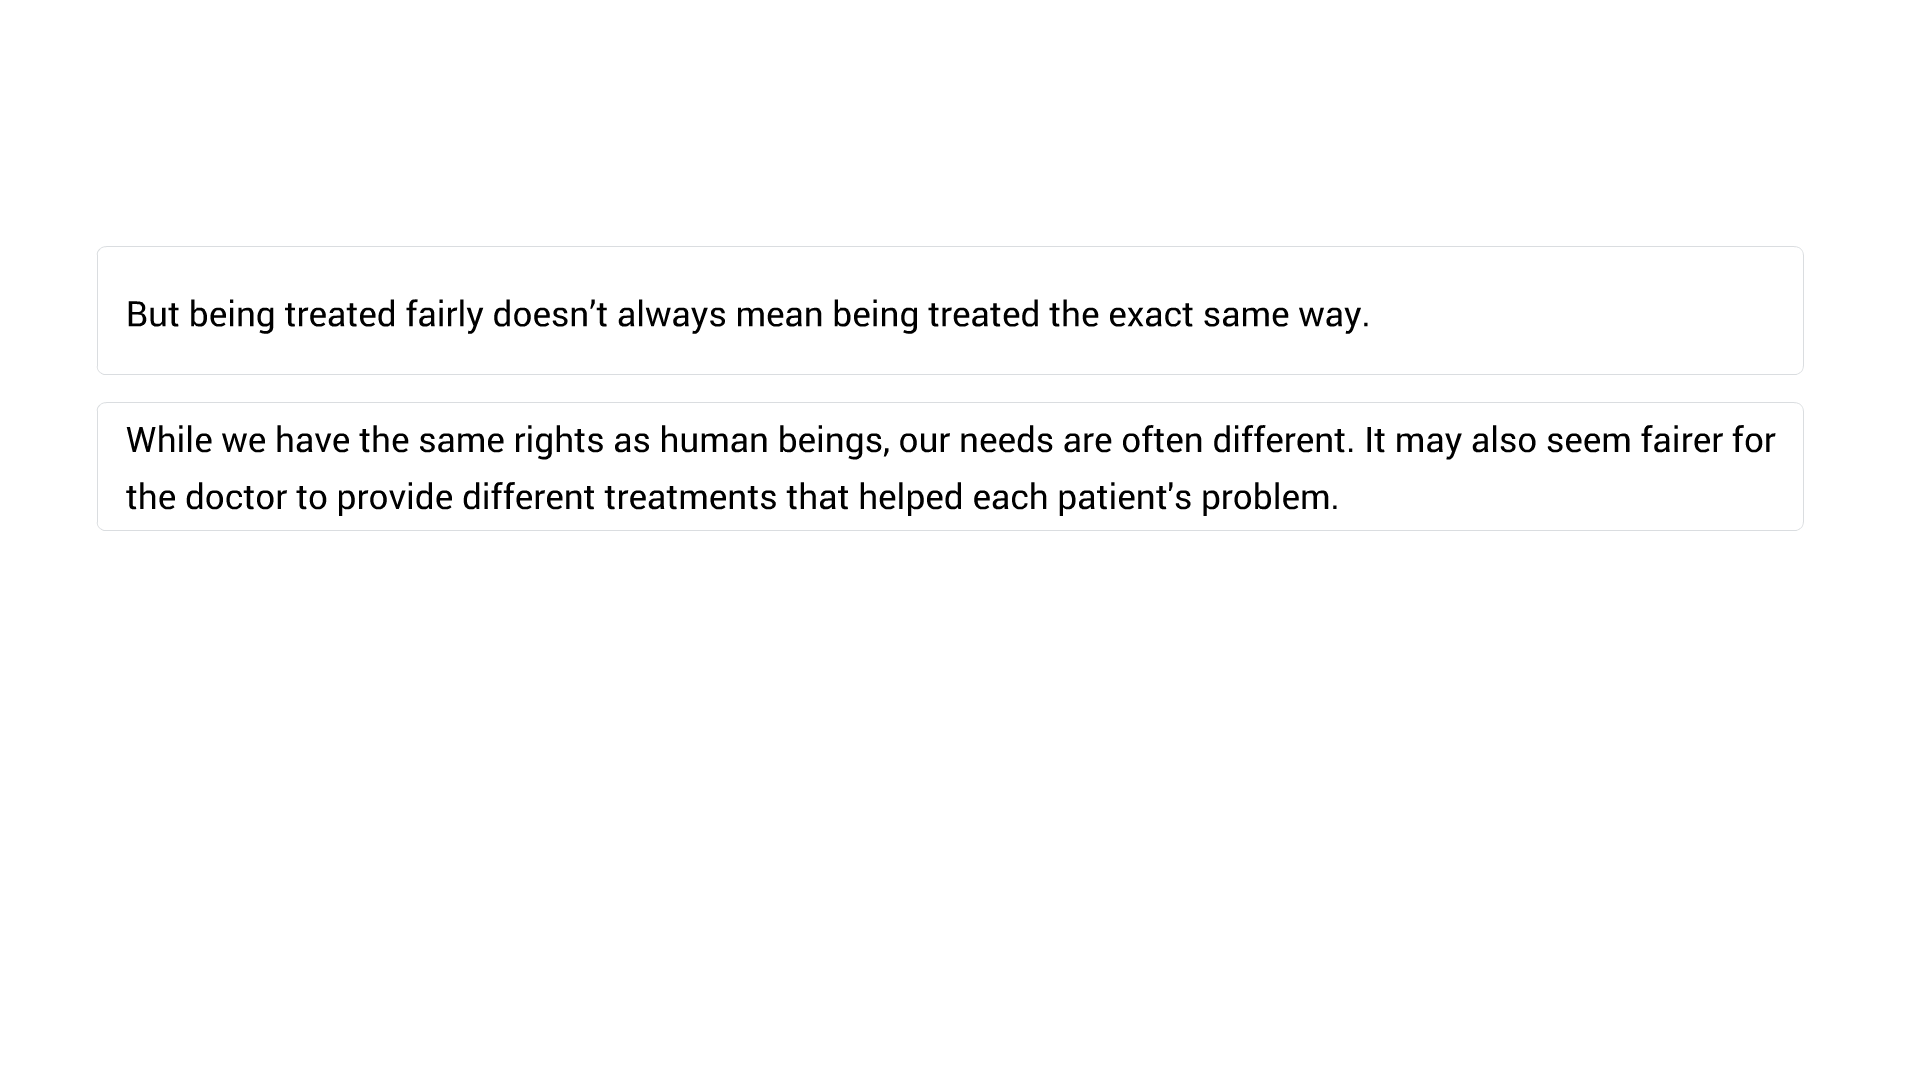 But being treated fairly doesn’t always mean being treated the exact same way.
While we have the same rights as human beings, our needs are often different. It may also seem fairer for
the doctor to provide different treatments that helped each patient's problem.